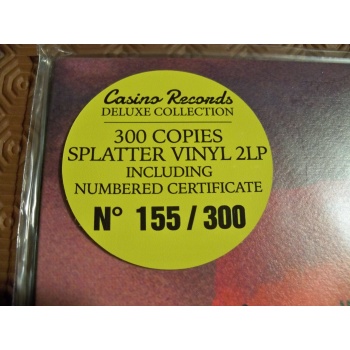 Casino Records
DELUXE COLLECTION
300 COPIES
SPLATTER VINYL 2LP
INCLUDING
NUMBERED CERTIFICATE
N° 155 / 300